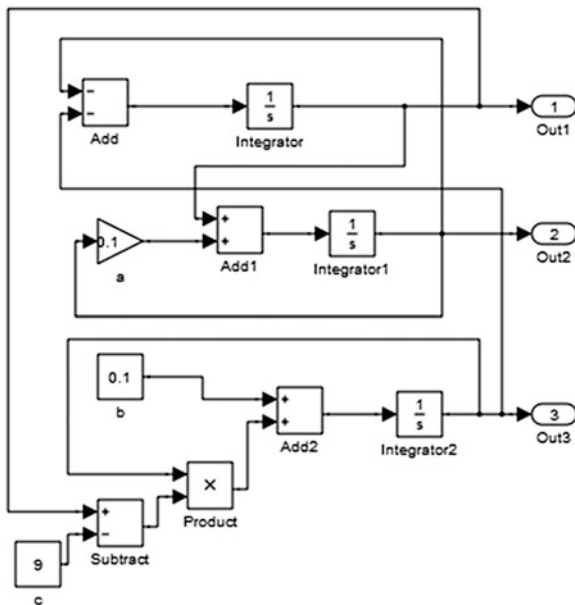 −
−
Add
1
s
Integrator
1
Out1
0.1
a
+
+
Add1
1
s
Integrator1
2
Out2
0.1
b
+
+
Add2
1
s
Integrator2
3
Out3
×
Product
+
−
Subtract
9
c